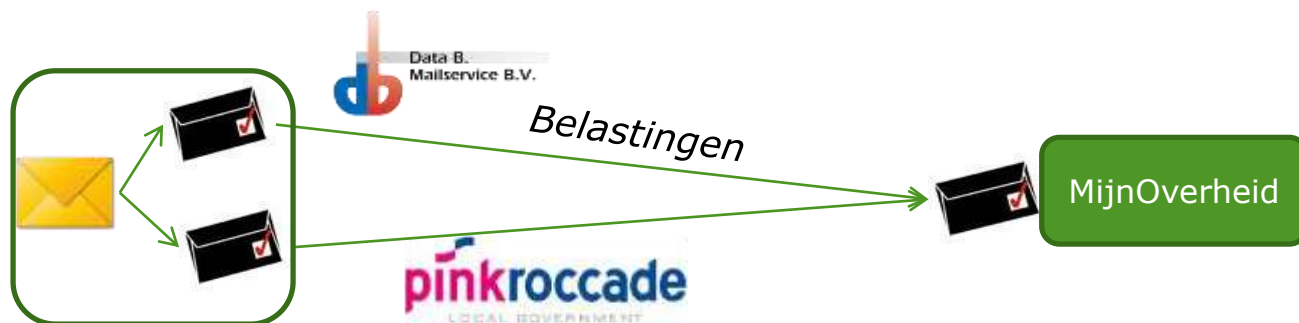 Data B.
Mailservice B.V.
Belastingen
MijnOverheid
pinkroccade
LOCAL GOVERNMENT